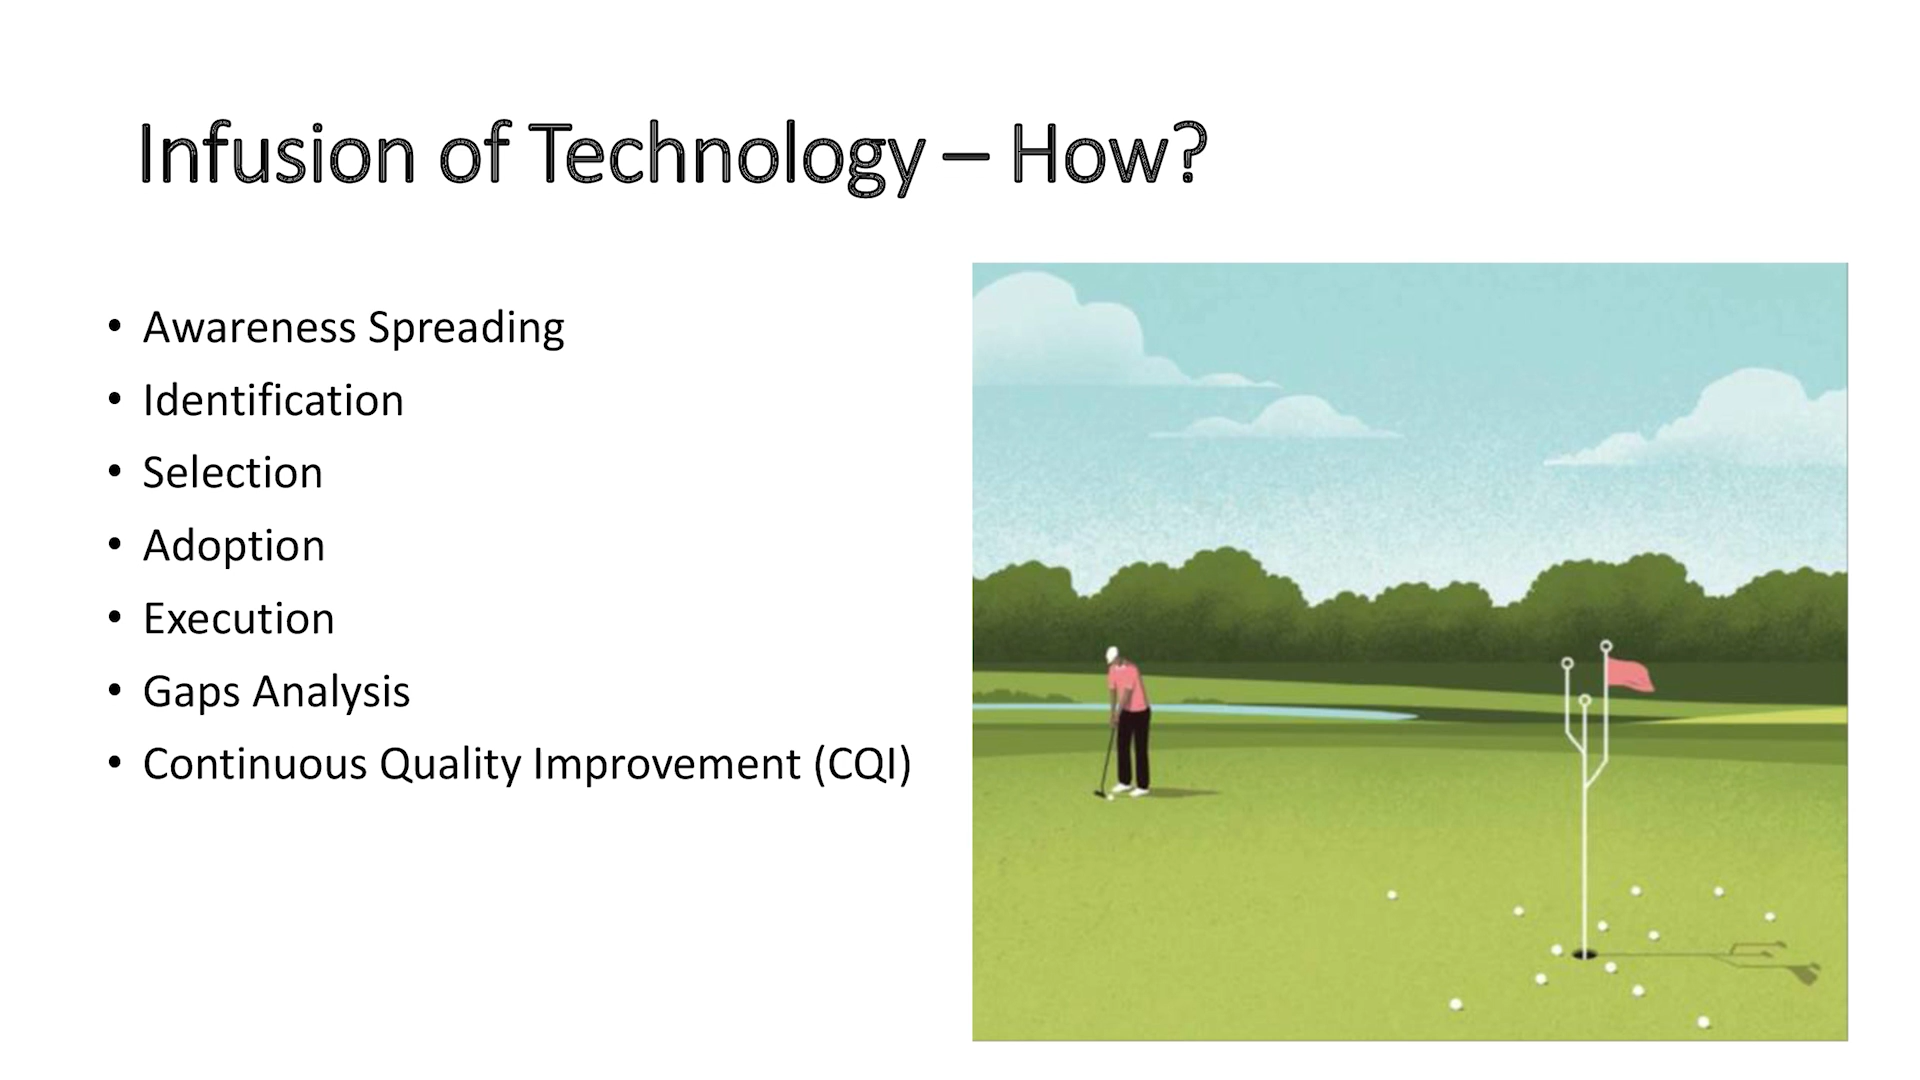 Infusion of Technology – How?
• Awareness Spreading
• Identification
• Selection
• Adoption
• Execution
• Gaps Analysis
• Continuous Quality Improvement (CQI)